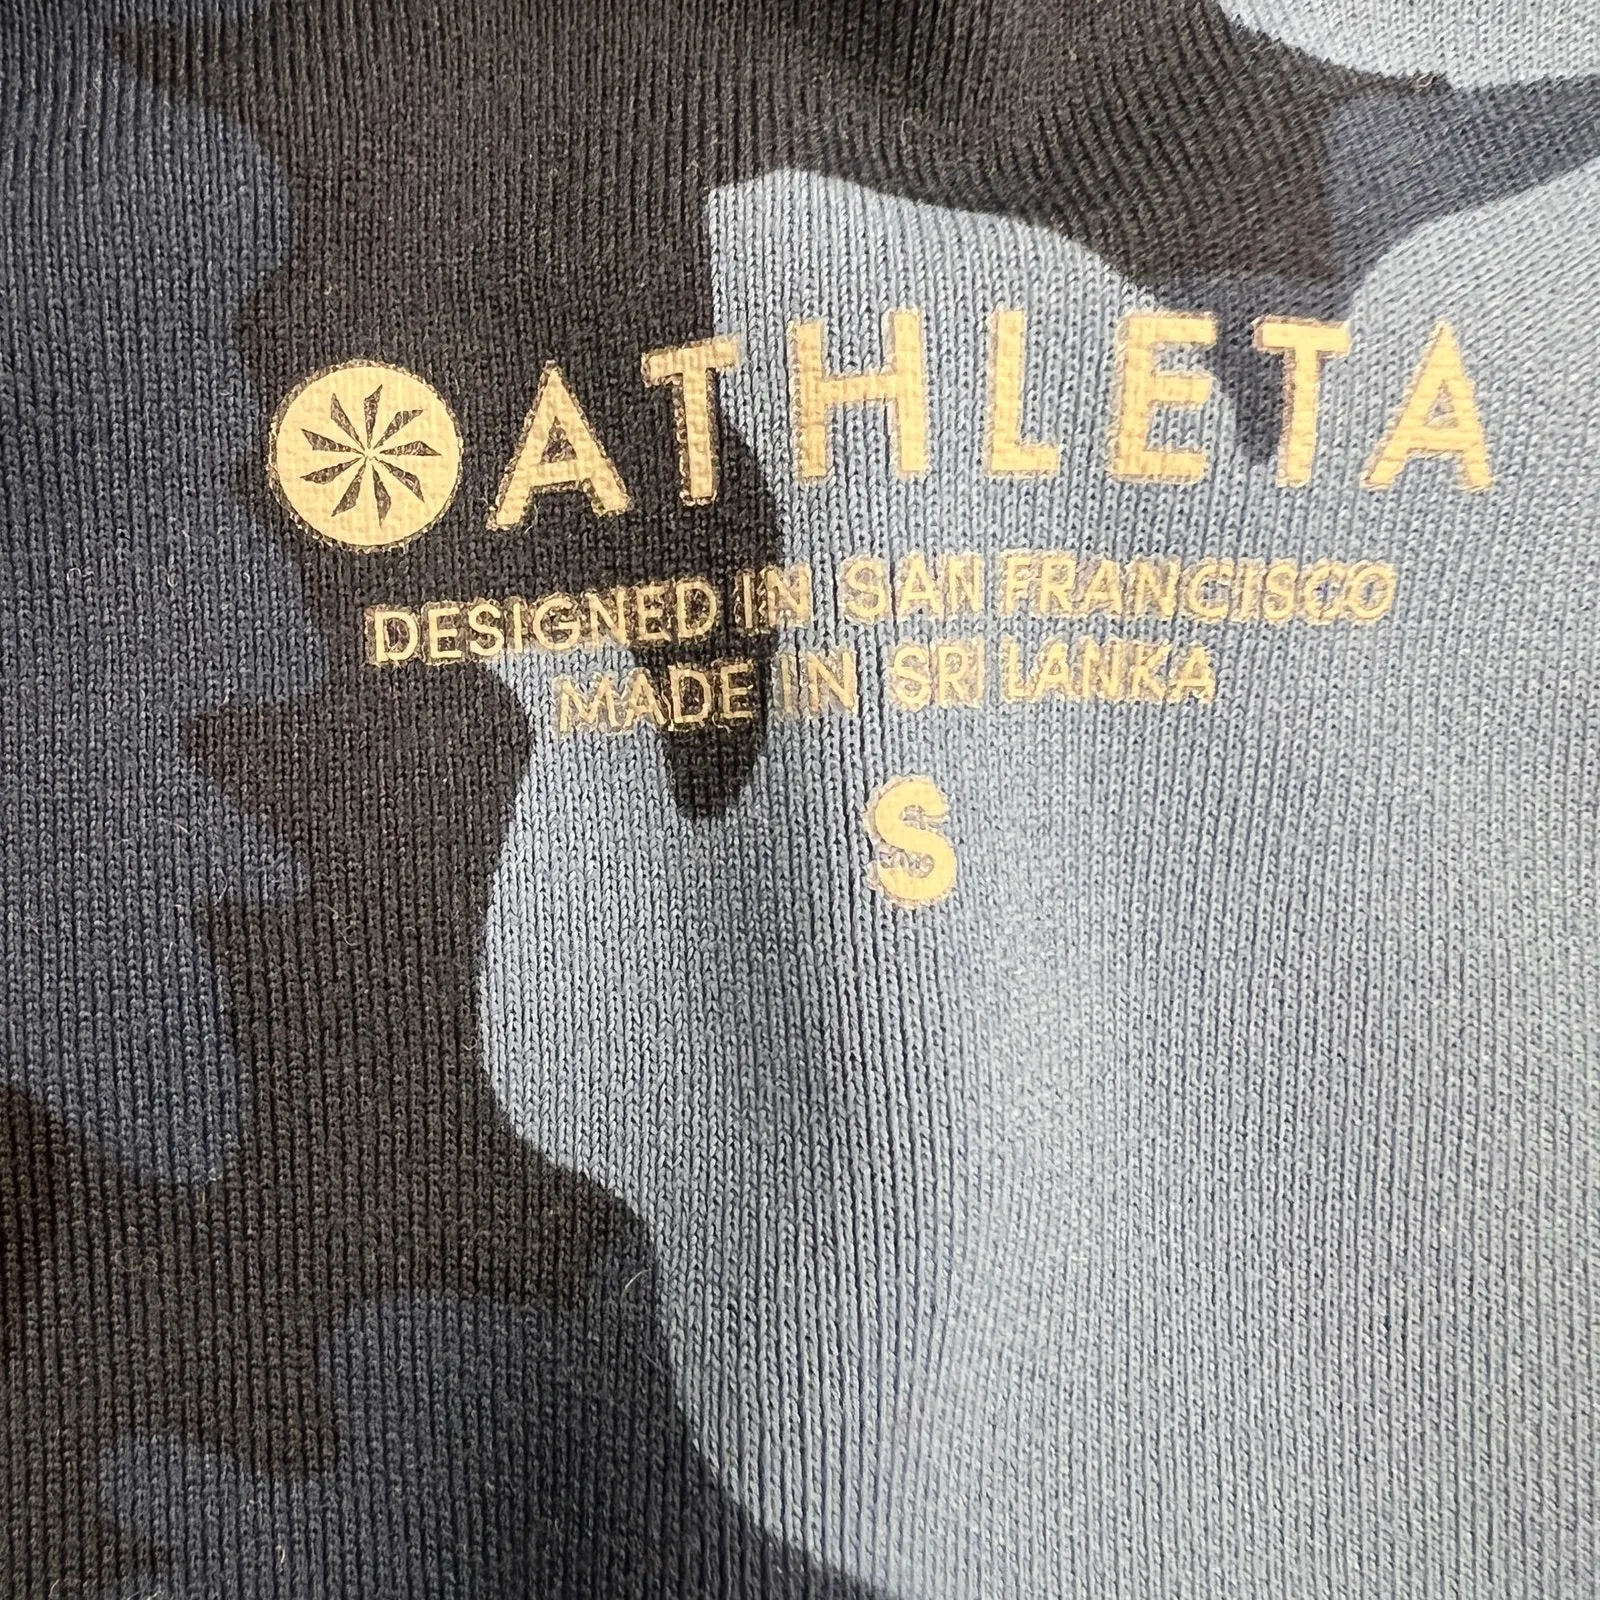 ATHLETA
DESIGNED IN SAN FRANCISCO
MADE IN SRI LANKA
S